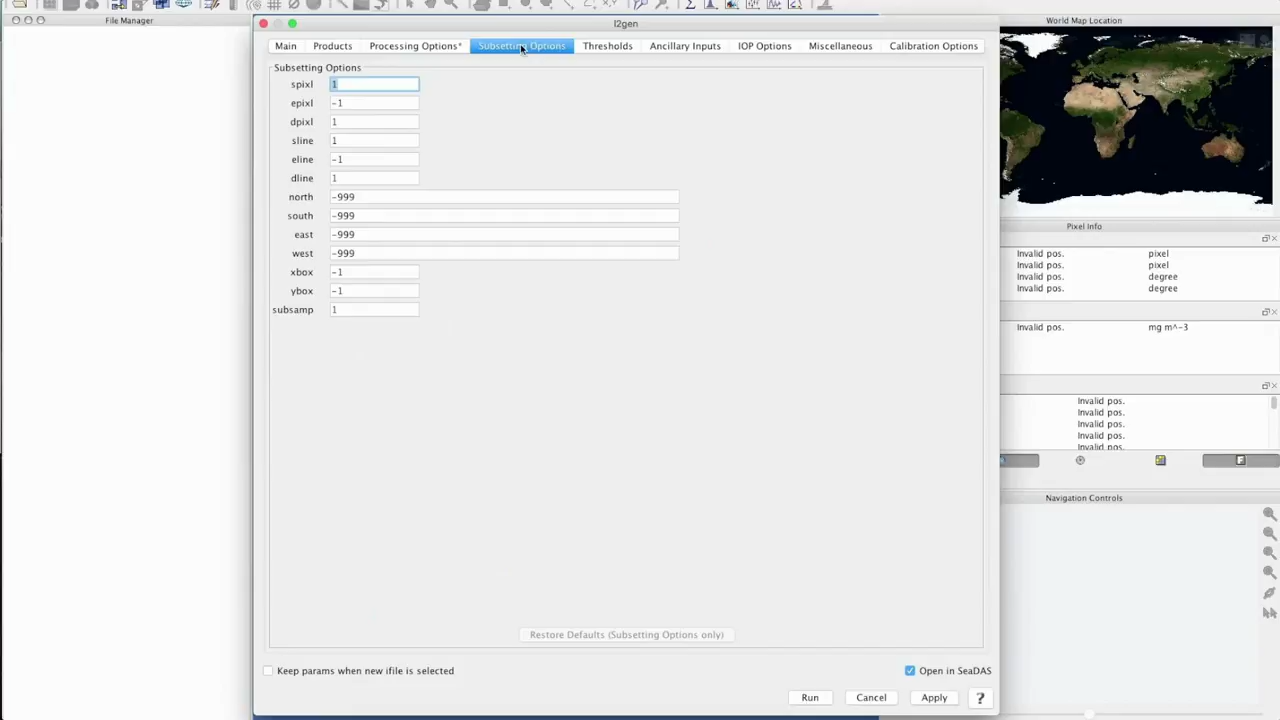 File Manager
l2gen
World Map Location
Main
Products
Processing Options*
Subsetting Options
Thresholds
Ancillary Inputs
IOP Options
Miscellaneous
Calibration Options
Subsetting Options
spixl 1
epixl -1
dpixl 1
sline 1
eline -1
dline 1
north -999
south -999
east -999
west -999
xbox -1
ybox -1
subsamp 1
Restore Defaults (Subsetting Options only)
Keep params when new ifile is selected
Open in SeaDAS
Run
Cancel
Apply
?
Pixel Info
Invalid pos. pixel
Invalid pos. pixel
Invalid pos. degree
Invalid pos. degree
Invalid pos. mg m^-3
Invalid pos.
Invalid pos.
Invalid pos.
Invalid pos.
Invalid pos.
Navigation Controls